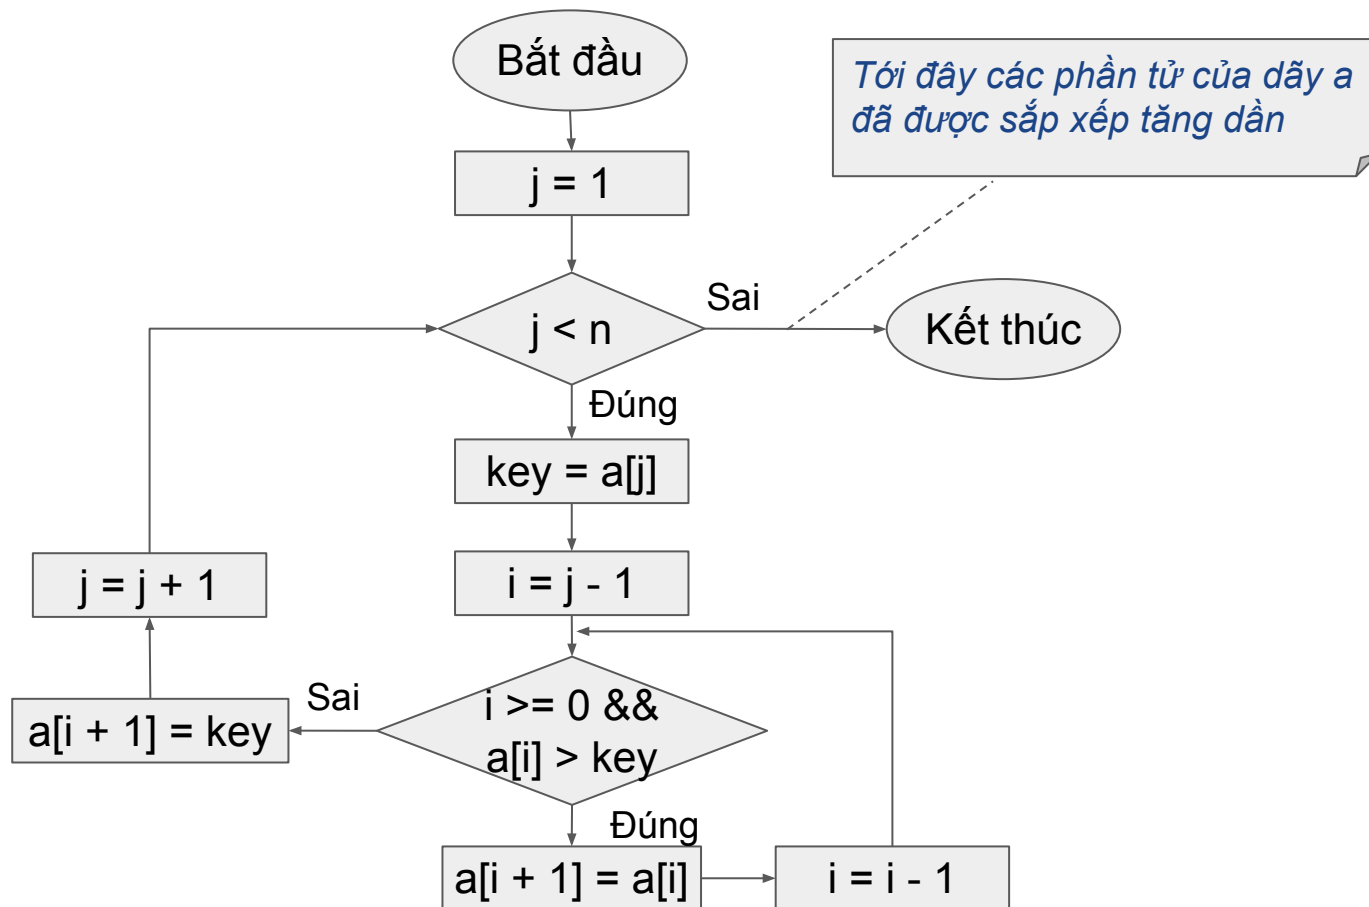 Bắt đầu
Tới đây các phần tử của dãy a
đã được sắp xếp tăng dần
j = 1
j < n
Sai
Kết thúc
Đúng
key = a[j]
i = j - 1
j = j + 1
i >= 0 &&
a[i] > key
Sai
a[i + 1] = key
Đúng
a[i + 1] = a[i]
i = i - 1